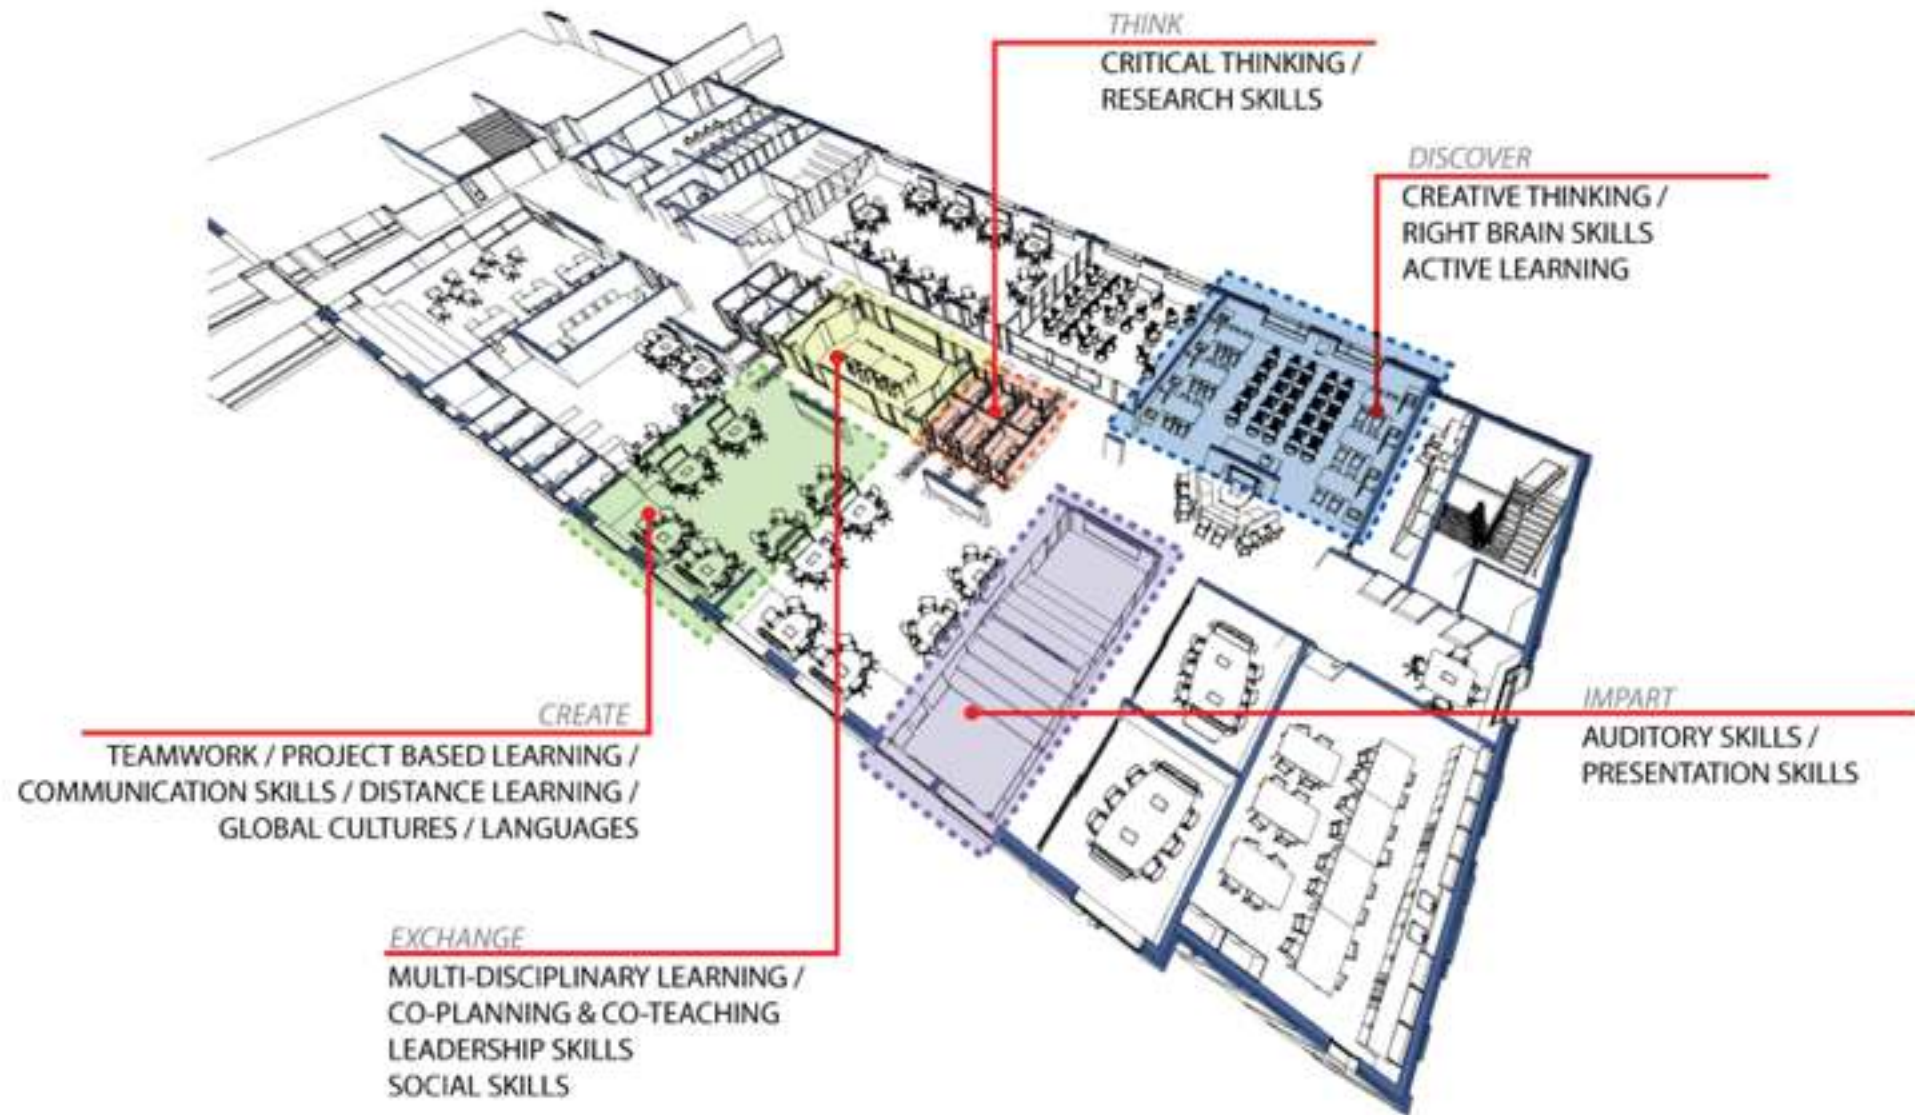 THINK
CRITICAL THINKING /
RESEARCH SKILLS
DISCOVER
CREATIVE THINKING /
RIGHT BRAIN SKILLS
ACTIVE LEARNING
CREATE
TEAMWORK / PROJECT BASED LEARNING /
COMMUNICATION SKILLS / DISTANCE LEARNING /
GLOBAL CULTURES / LANGUAGES
IMPART
AUDITORY SKILLS /
PRESENTATION SKILLS
EXCHANGE
MULTI-DISCIPLINARY LEARNING /
CO-PLANNING & CO-TEACHING
LEADERSHIP SKILLS
SOCIAL SKILLS